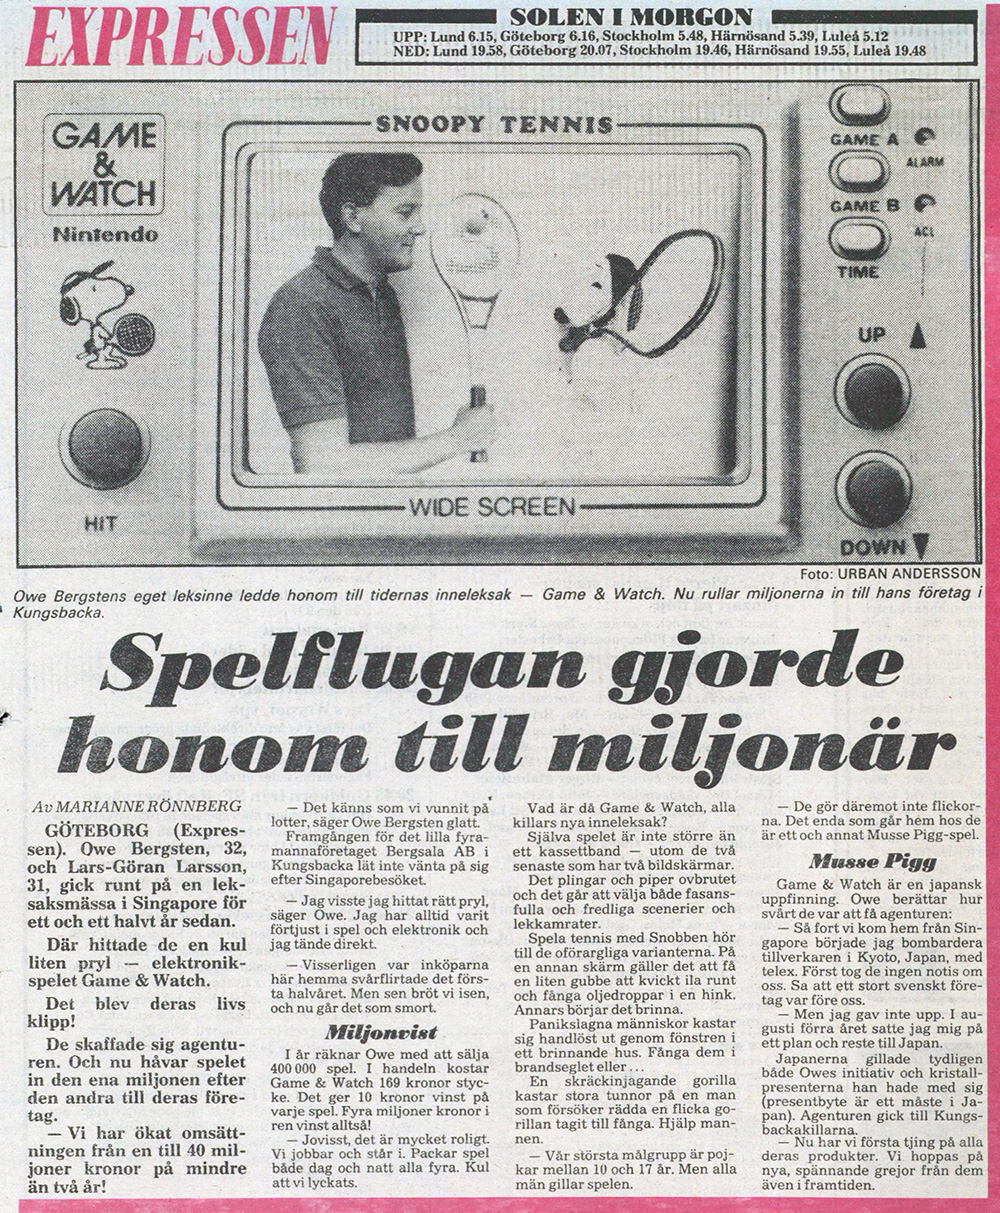 EXPRESSEN
SOLEN I MORGON
UPP: Lund 6.15, Göteborg 6.16, Stockholm 5.48, Härnösand 5.39, Luleå 5.12
NED: Lund 19.58, Göteborg 20.07, Stockholm 19.46, Härnösand 19.55, Luleå 19.48
GAME
&
WATCH
Nintendo
HIT
SNOOPY TENNIS
WIDE SCREEN
GAME A
ALARM
GAME B
ACL
TIME
UP
DOWN
Foto: URBAN ANDERSSON
Owe Bergstens eget leksinne ledde honom till tidernas inneleksak — Game & Watch. Nu rullar miljonerna in till hans företag i
Kungsbacka.
Spelflugan gjorde
honom till miljonär
Av MARIANNE RÖNNBERG
GÖTEBORG (Expres-
sen). Owe Bergsten, 32,
och Lars-Göran Larsson,
31, gick runt på en lek-
saksmässa i Singapore för
ett och ett halvt år sedan.
Där hittade de en kul
liten pryl — elektronik-
spelet Game & Watch.
Det blev deras livs
klipp!
De skaffade sig agentu-
ren. Och nu håvar spelet
in den ena miljonen efter
den andra till deras före-
tag.
— Vi har ökat omsätt-
ningen från en till 40 mil-
joner kronor på mindre
än två år!
— Det känns som vi vunnit på
lotter, säger Owe Bergsten glatt.
Framgången för det lilla fyra-
mannaföretaget Bergsala AB i
Kungsbacka lät inte vänta på sig
efter Singaporebesöket.
— Jag visste jag hittat rätt pryl,
säger Owe. Jag har alltid varit
förtjust i spel och elektronik och
jag tände direkt.
— Visserligen var inköparna
här hemma svårflirtade det förs-
ta halvåret. Men sen bröt vi isen,
och nu går det som smort.
Miljonvist
I år räknar Owe med att sälja
400 000 spel. I handeln kostar
Game & Watch 169 kronor styc-
ke. Det ger 10 kronor vinst på
varje spel. Fyra miljoner kronor i
ren vinst alltså!
— Jovisst, det är mycket roligt.
Vi jobbar och står i. Packar spel
både dag och natt alla fyra. Kul
att vi lyckats.
Vad är då Game & Watch, alla
killars nya inneleksak?
Själva spelet är inte större än
ett kassettband — utom de två
senaste som har två bildskärmar.
Det plingar och piper ovbrutet
och det går att välja både fasans-
fulla och fredliga scenerier och
lekkamrater.
Spela tennis med Snobben hör
till de oförargliga varianterna. På
en annan skärm gäller det att få
en liten gubbe att kvickt ila runt
och fånga oljedroppar i en hink.
Annars börjar det brinna.
Panikslagna människor kastar
sig handlöst ut genom fönstren i
ett brinnande hus. Fånga dem i
brandseglet eller...
En skräckinjagande gorilla
kastar stora tunnor på en man
som försöker rädda en flicka go-
rillan tagit till fånga. Hjälp man-
nen.
— Vår största målgrupp är poj-
kar mellan 10 och 17 år. Men alla
män gillar spelen.
— De gör däremot inte flickor-
na. Det enda som går hem hos de
är ett och annat Musse Pigg-spel.
Musse Pigg
Game & Watch är en japansk
uppfinning. Owe berättar hur
svårt de var att få agenturen:
— Så fort vi kom hem från Sin-
gapore började jag bombardera
tillverkaren i Kyoto, Japan, med
telex. Först tog de ingen notis om
oss. Sa att ett stort svenskt före-
tag var före oss.
— Men jag gav inte upp. I au-
gusti förra året satte jag mig på
ett plan och reste till Japan.
Japanerna gillade tydligen
både Owes initiativ och kristall-
presenterna han hade med sig
(presentbyte är ett måste i Ja-
pan). Agenturen gick till Kungs-
backakillarna.
— Nu har vi första tjing på alla
deras produkter. Vi hoppas på
nya, spännande grejor från dem
även i framtiden.